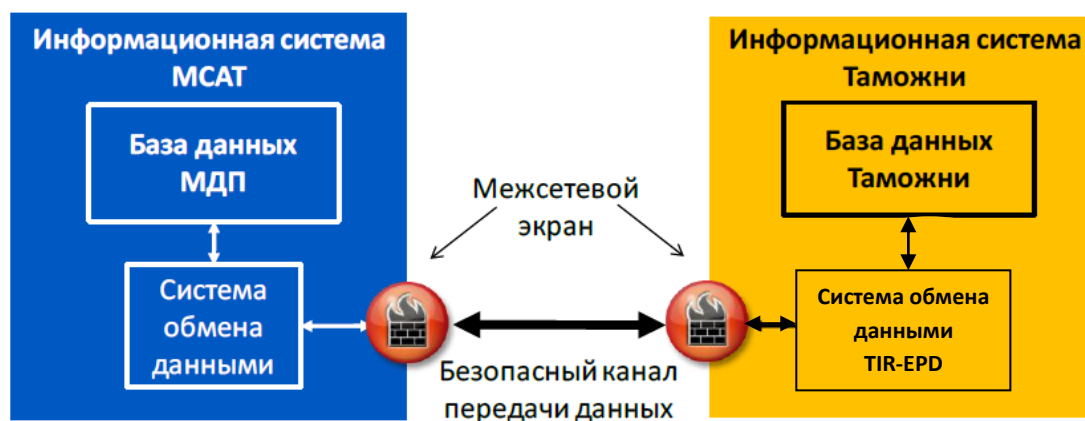 Информационная система
МСАТ
База данных
МДП
Система
обмена
данными
Межсетевой
экран
Безопасный канал
передачи данных
Информационная система
Таможни
База данных
Таможни
Система обмена
данными
TIR-EPD